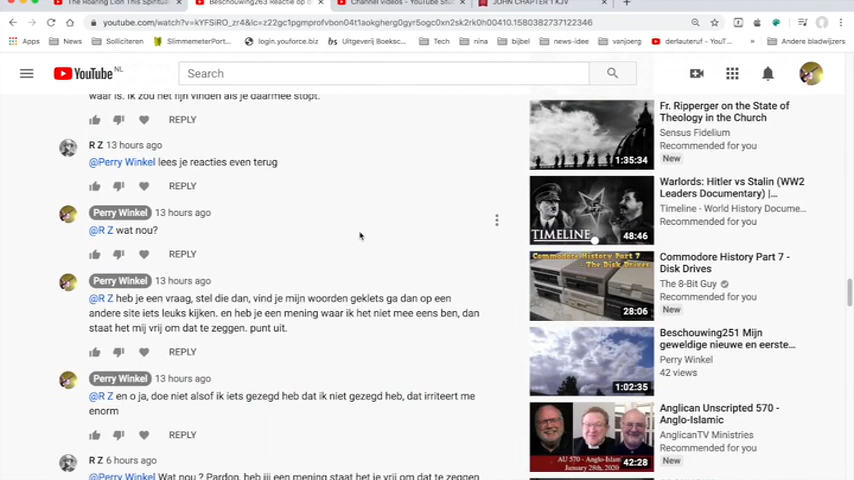 The Roaring Lion This Spiritual
Beschouwing263 Reactie op b
Channel videos - YouTube Stu
JOHN CHAPTER 1 KJV
youtube.com/watch?v=kYFSiRO_zr4&lc=z22gc1pgmprofvbon04t1aokgherg0gyr5ogc0xn2sk2rk0h00410.1580382737122346
Apps
News
Solliciteren
SlimmemeterPort...
login.youforce.biz
Uitgeverij Boeksc...
Tech
nina
bijbel
news-idee
vanjoerg
derlauteruf - YouT...
Andere bladwijzers
YouTube NL
Search
waar is. ik zou het fijn vinden als je daarmee stopt.
REPLY
R Z 13 hours ago
@Perry Winkel lees je reacties even terug
REPLY
Perry Winkel 13 hours ago
@R Z wat nou?
REPLY
Perry Winkel 13 hours ago
@R Z heb je een vraag, stel die dan, vind je mijn woorden geklets ga dan op een
andere site iets leuks kijken. en heb je een mening waar ik het niet mee eens ben, dan
staat het mij vrij om dat te zeggen. punt uit.
REPLY
Perry Winkel 13 hours ago
@R Z en o ja, doe niet alsof ik iets gezegd heb dat ik niet gezegd heb, dat irriteert me
enorm
REPLY
R Z 6 hours ago
@Perry Winkel Wat nou ? Pardon, heb jij een mening staat het je vrij om dat te zeggen
1:35:34
Fr. Ripperger on the State of
Theology in the Church
Sensus Fidelium
Recommended for you
New
TIMELINE
48:46
Warlords: Hitler vs Stalin (WW2
Leaders Documentary) |...
Timeline - World History Docume...
Recommended for you
Commodore History Part 7 -
The Disk Drives
28:06
Commodore History Part 7 -
Disk Drives
The 8-Bit Guy
Recommended for you
New
1:02:35
Beschouwing251 Mijn
geweldige nieuwe en eerste...
Perry Winkel
42 views
AU 570 - Anglo-Islamic
January 28th, 2020
42:28
Anglican Unscripted 570 -
Anglo-Islamic
AnglicanTV Ministries
Recommended for you
New